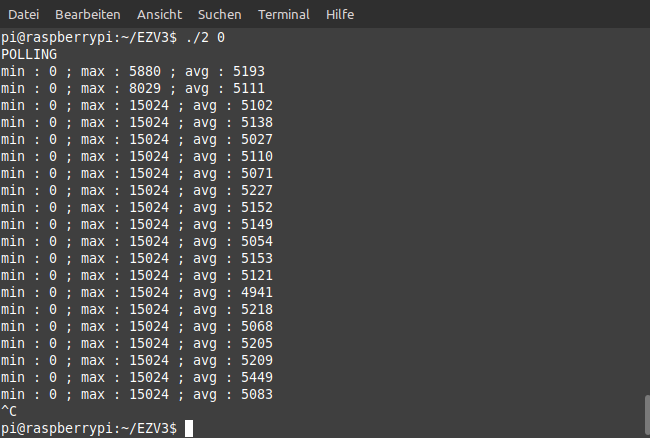 Datei Bearbeiten Ansicht Suchen Terminal Hilfe
pi@raspberrypi:~/EZV3$ ./2 0
POLLING
min : 0 ; max : 5880 ; avg : 5193
min : 0 ; max : 8029 ; avg : 5111
min : 0 ; max : 15024 ; avg : 5102
min : 0 ; max : 15024 ; avg : 5138
min : 0 ; max : 15024 ; avg : 5027
min : 0 ; max : 15024 ; avg : 5110
min : 0 ; max : 15024 ; avg : 5071
min : 0 ; max : 15024 ; avg : 5227
min : 0 ; max : 15024 ; avg : 5152
min : 0 ; max : 15024 ; avg : 5149
min : 0 ; max : 15024 ; avg : 5054
min : 0 ; max : 15024 ; avg : 5153
min : 0 ; max : 15024 ; avg : 5121
min : 0 ; max : 15024 ; avg : 4941
min : 0 ; max : 15024 ; avg : 5218
min : 0 ; max : 15024 ; avg : 5068
min : 0 ; max : 15024 ; avg : 5205
min : 0 ; max : 15024 ; avg : 5209
min : 0 ; max : 15024 ; avg : 5449
min : 0 ; max : 15024 ; avg : 5083
^C
pi@raspberrypi:~/EZV3$